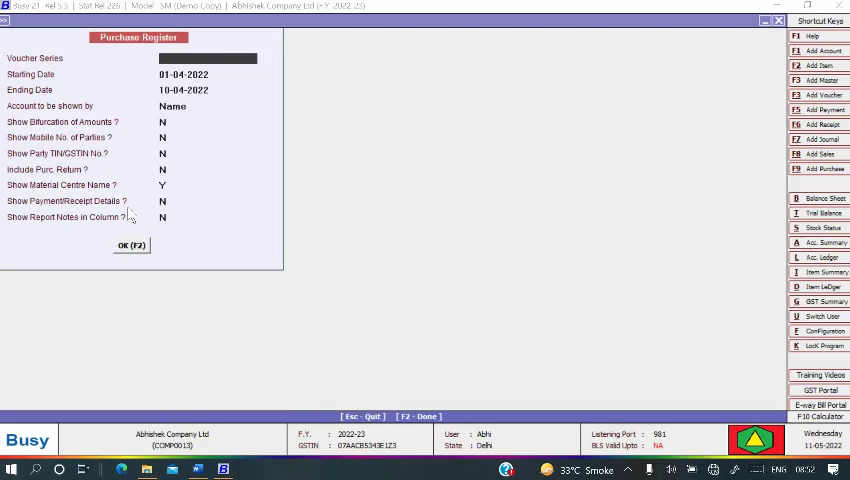 Busy 21 Rel 5.3 | Stat Rel 226 | Model : SM (Demo Copy) | Abhishek Company Ltd (F.Y. 2022-23)
>>
Shortcut Keys
Purchase Register
Voucher Series
Starting Date 01-04-2022
Ending Date 10-04-2022
Account to be shown by Name
Show Bifurcation of Amounts ? N
Show Mobile No. of Parties ? N
Show Party TIN/GSTIN No.? N
Include Purc. Return ? N
Show Material Centre Name ? Y
Show Payment/Receipt Details ? N
Show Report Notes in Column ? N
OK (F2)
F1 Help
F1 Add Account
F2 Add Item
F3 Add Master
F3 Add Voucher
F5 Add Payment
F6 Add Receipt
F7 Add Journal
F8 Add Sales
F9 Add Purchase
B Balance Sheet
T Trial Balance
S Stock Status
A Acc. Summary
L Acc. Ledger
I Item Summary
D Item LeDger
G GST Summary
U Switch User
F ConFiguration
K LocK Program
Training Videos
GST Portal
E-way Bill Portal
F10 Calculator
[ Esc - Quit ] [ F2 - Done ]
Busy
Abhishek Company Ltd
(COMP0013)
F.Y. : 2022-23
GSTIN : 07AACB5343E1Z3
User : Abhi
State : Delhi
Listening Port : 981
BLS Valid Upto : NA
Wednesday
11-05-2022
33°C Smoke
ENG
08:52